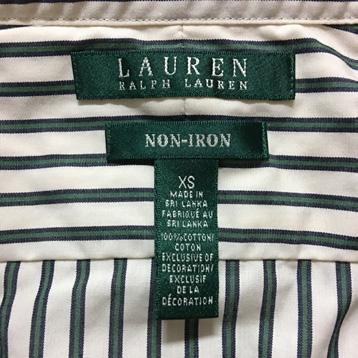 LAUREN
RALPH LAUREN
NON-IRON
XS
MADE IN
SRI LANKA
FABRIQUÉ AU
SRI LANKA
100% COTTON/
COTON
EXCLUSIVE OF
DECORATION/
EXCLUSIF
DE LA
DÉCORATION